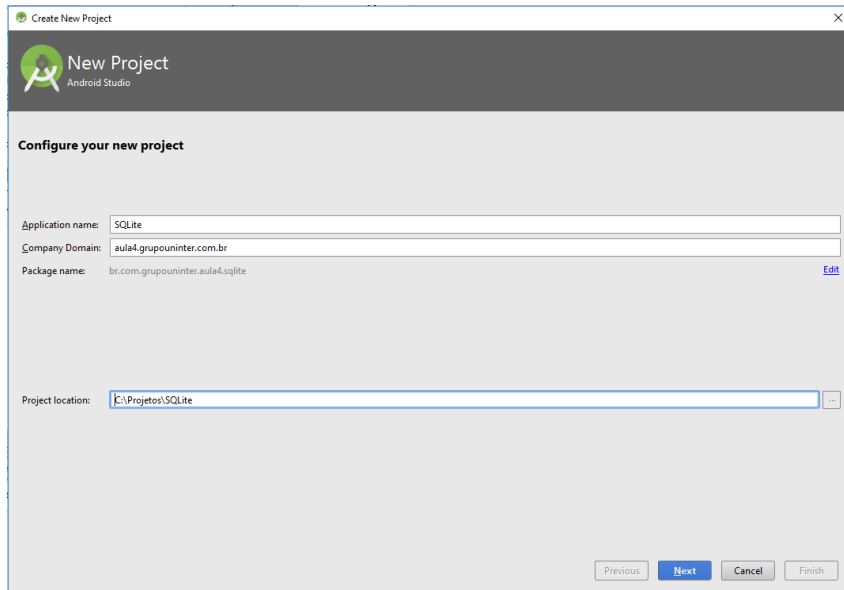 Create New Project
New Project
Android Studio
Configure your new project
Application name: SQLite
Company Domain: aula4.grupouninter.com.br
Package name: br.com.grupouninter.aula4.sqlite Edit
Project location: C:\Projetos\SQLite ...
Previous Next Cancel Finish